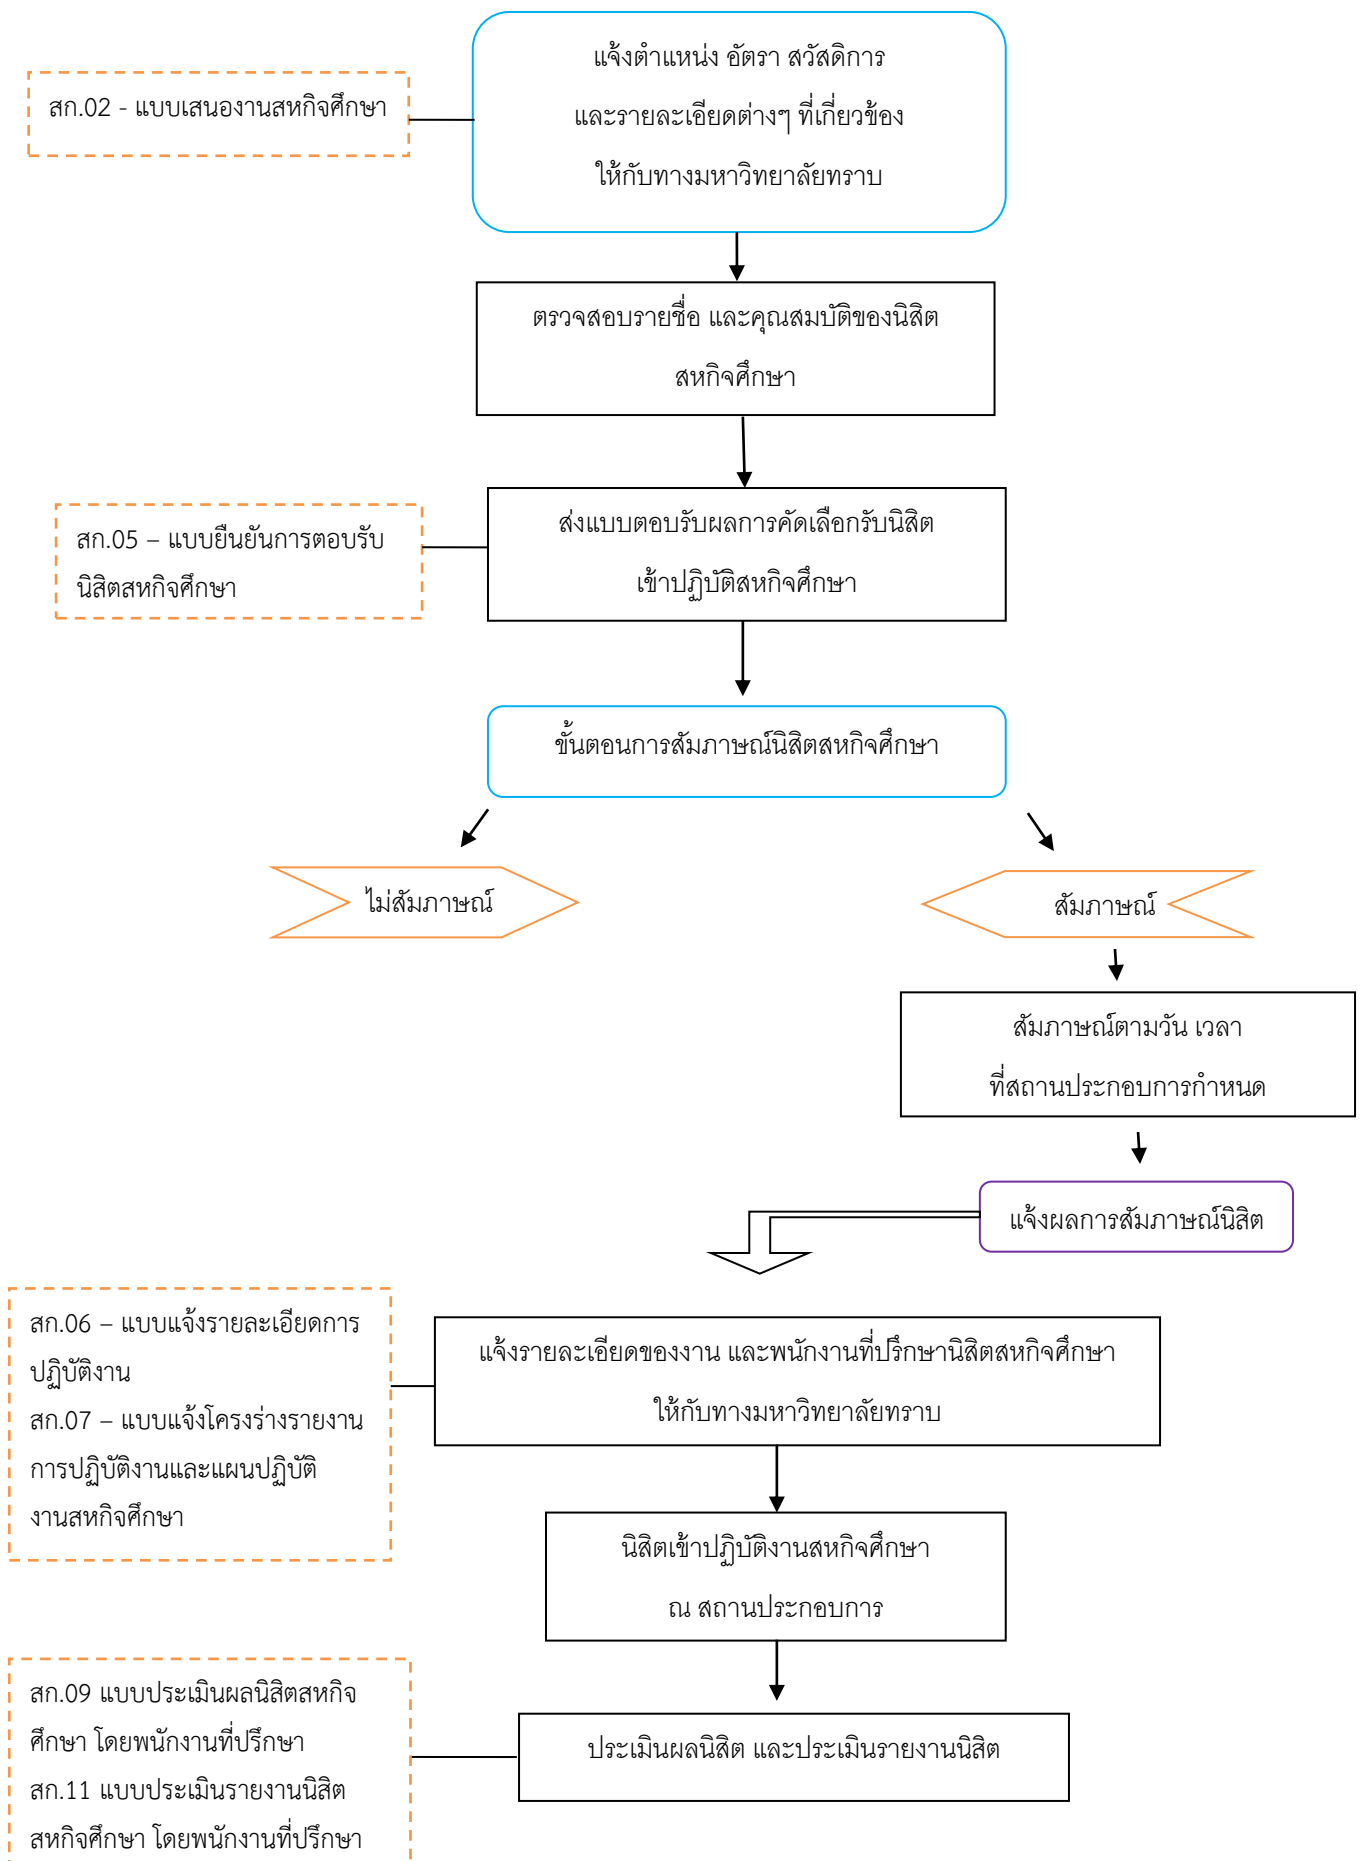 แจ้งตำแหน่ง อัตรา สวัสดิการ
และรายละเอียดต่างๆ ที่เกี่ยวข้อง
ให้กับทางมหาวิทยาลัยทราบ
สก.02 - แบบเสนองานสหกิจศึกษา
ตรวจสอบรายชื่อ และคุณสมบัติของนิสิต
สหกิจศึกษา
ส่งแบบตอบรับผลการคัดเลือกรับนิสิต
เข้าปฏิบัติสหกิจศึกษา
สก.05 – แบบยืนยันการตอบรับ
นิสิตสหกิจศึกษา
ขั้นตอนการสัมภาษณ์นิสิตสหกิจศึกษา
ไม่สัมภาษณ์
สัมภาษณ์
สัมภาษณ์ตามวัน เวลา
ที่สถานประกอบการกำหนด
แจ้งผลการสัมภาษณ์นิสิต
สก.06 – แบบแจ้งรายละเอียดการ
ปฏิบัติงาน
สก.07 – แบบแจ้งโครงร่างรายงาน
การปฏิบัติงานและแผนปฏิบัติ
งานสหกิจศึกษา
แจ้งรายละเอียดของงาน และพนักงานที่ปรึกษานิสิตสหกิจศึกษา
ให้กับทางมหาวิทยาลัยทราบ
นิสิตเข้าปฏิบัติงานสหกิจศึกษา
ณ สถานประกอบการ
สก.09 แบบประเมินผลนิสิตสหกิจ
ศึกษา โดยพนักงานที่ปรึกษา
สก.11 แบบประเมินรายงานนิสิต
สหกิจศึกษา โดยพนักงานที่ปรึกษา
ประเมินผลนิสิต และประเมินรายงานนิสิต